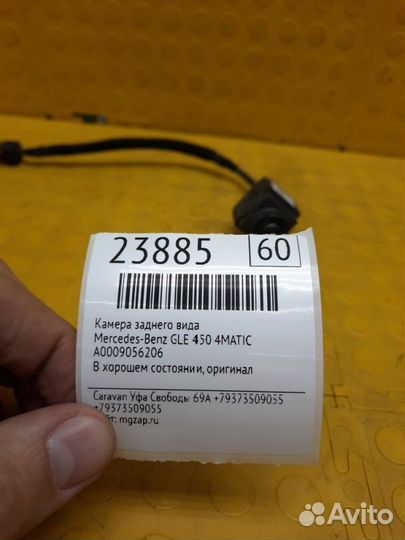 23885 60
Камера заднего вида
Mercedes-Benz GLE 450 4MATIC
A0009056206
В хорошем состоянии, оригинал
Caravan Уфа Свободы 69А +79373509055
+79373509055
mgzap.ru
Avito